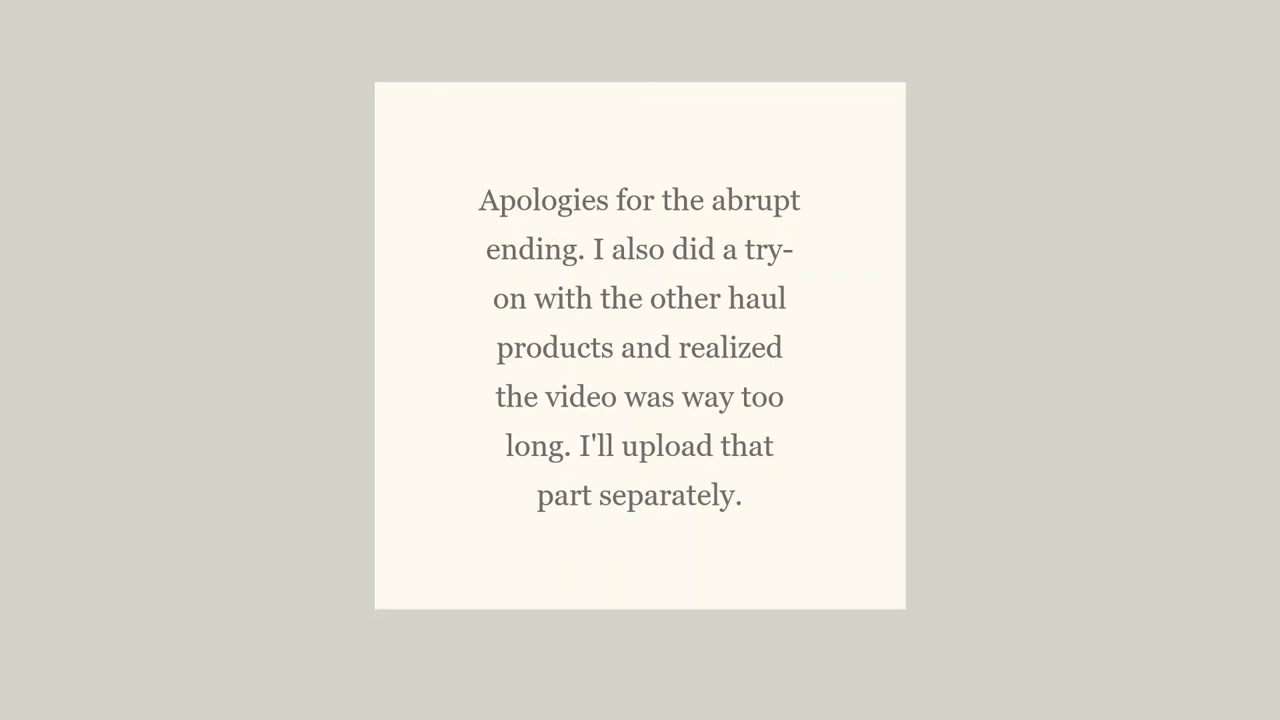 Apologies for the abrupt
ending. I also did a try-
on with the other haul
products and realized
the video was way too
long. I'll upload that
part separately.